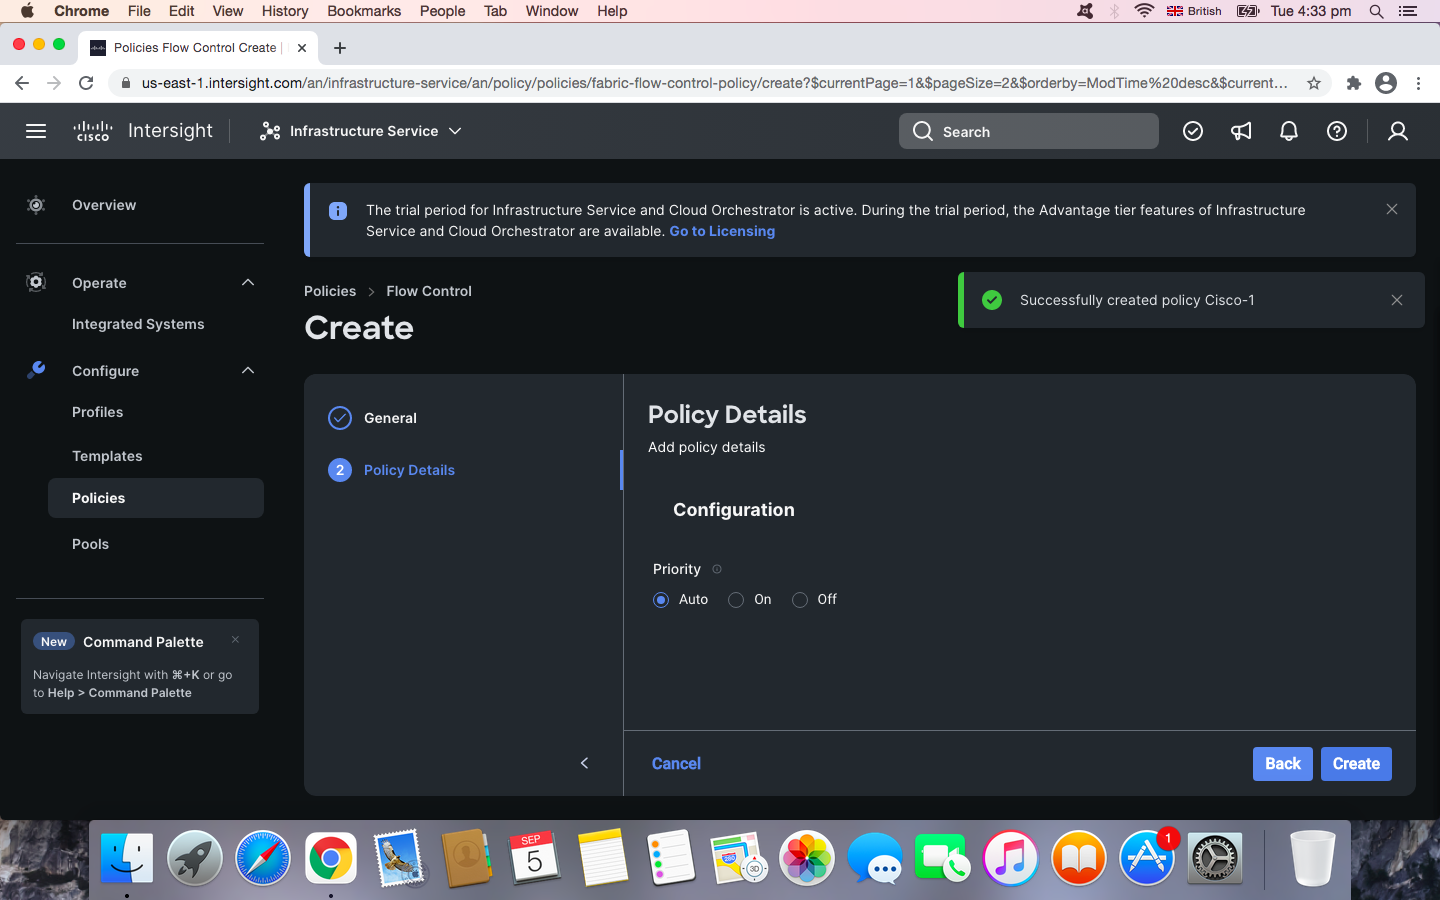 Chrome File Edit View History Bookmarks People Tab Window Help British Tue 4:33 pm
Policies Flow Control Create |
us-east-1.intersight.com/an/infrastructure-service/an/policy/policies/fabric-flow-control-policy/create?$currentPage=1&$pageSize=2&$orderby=ModTime%20desc&$current...
CISCO Intersight Infrastructure Service Search
Overview
Operate
Integrated Systems
Configure
Profiles
Templates
Policies
Pools
New Command Palette
Navigate Intersight with ⌘+K or go
to Help > Command Palette
The trial period for Infrastructure Service and Cloud Orchestrator is active. During the trial period, the Advantage tier features of Infrastructure
Service and Cloud Orchestrator are available. Go to Licensing
Policies > Flow Control
Create
Successfully created policy Cisco-1
General
2 Policy Details
Policy Details
Add policy details
Configuration
Priority
Auto On Off
Cancel Back Create
SEP
5
280
3D
1